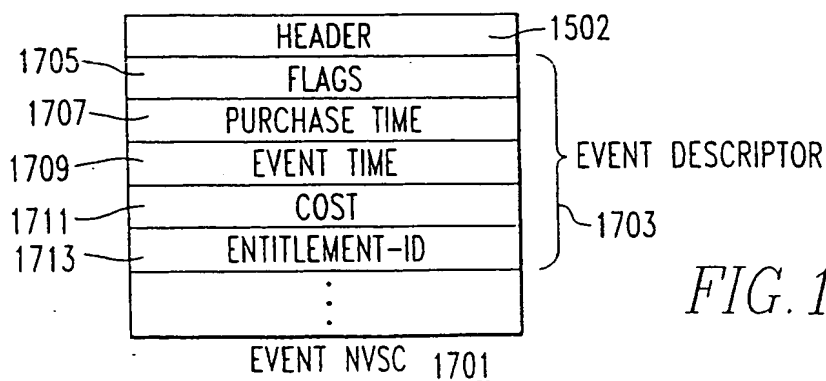 HEADER 1502
1705 FLAGS
1707 PURCHASE TIME
1709 EVENT TIME EVENT DESCRIPTOR
1711 COST 1703
1713 ENTITLEMENT-ID
FIG. 1
EVENT NVSC 1701